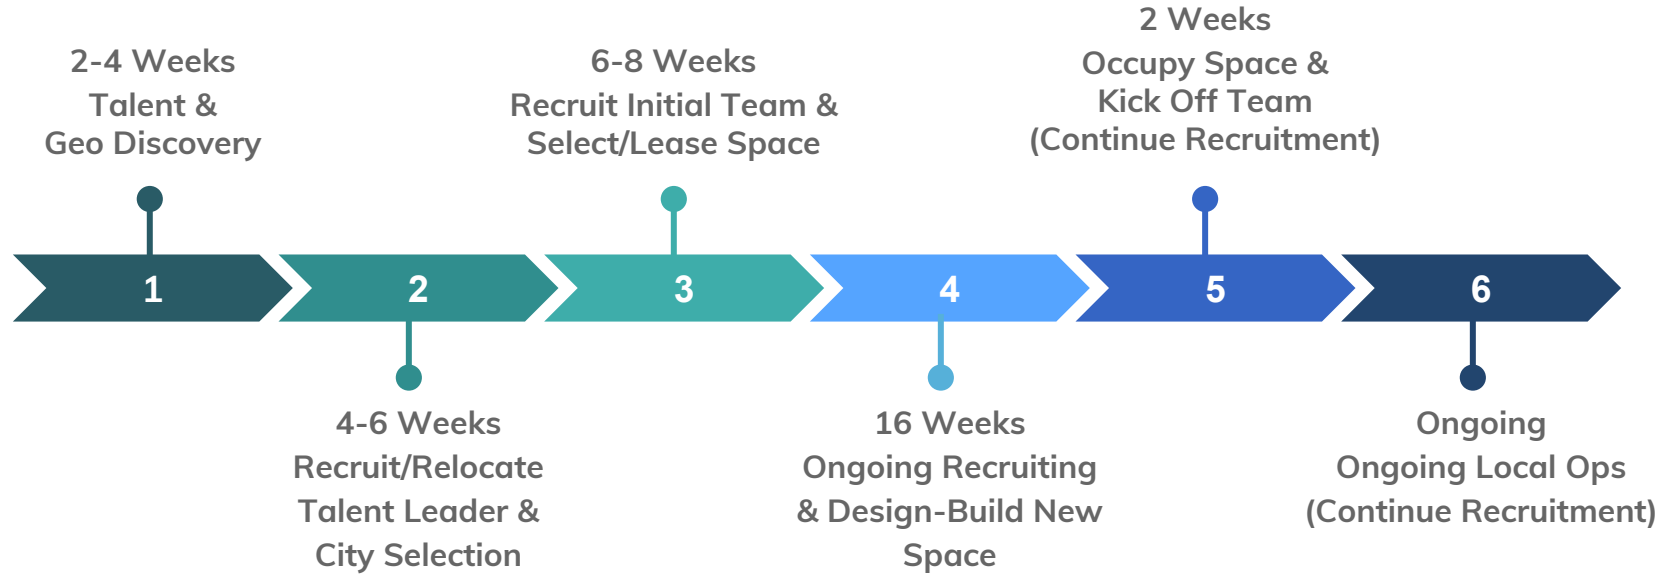 2-4 Weeks
Talent &
Geo Discovery
6-8 Weeks
Recruit Initial Team &
Select/Lease Space
2 Weeks
Occupy Space &
Kick Off Team
(Continue Recruitment)
1
2
3
4
5
6
4-6 Weeks
Recruit/Relocate
Talent Leader &
City Selection
16 Weeks
Ongoing Recruiting
& Design-Build New
Space
Ongoing
Ongoing Local Ops
(Continue Recruitment)